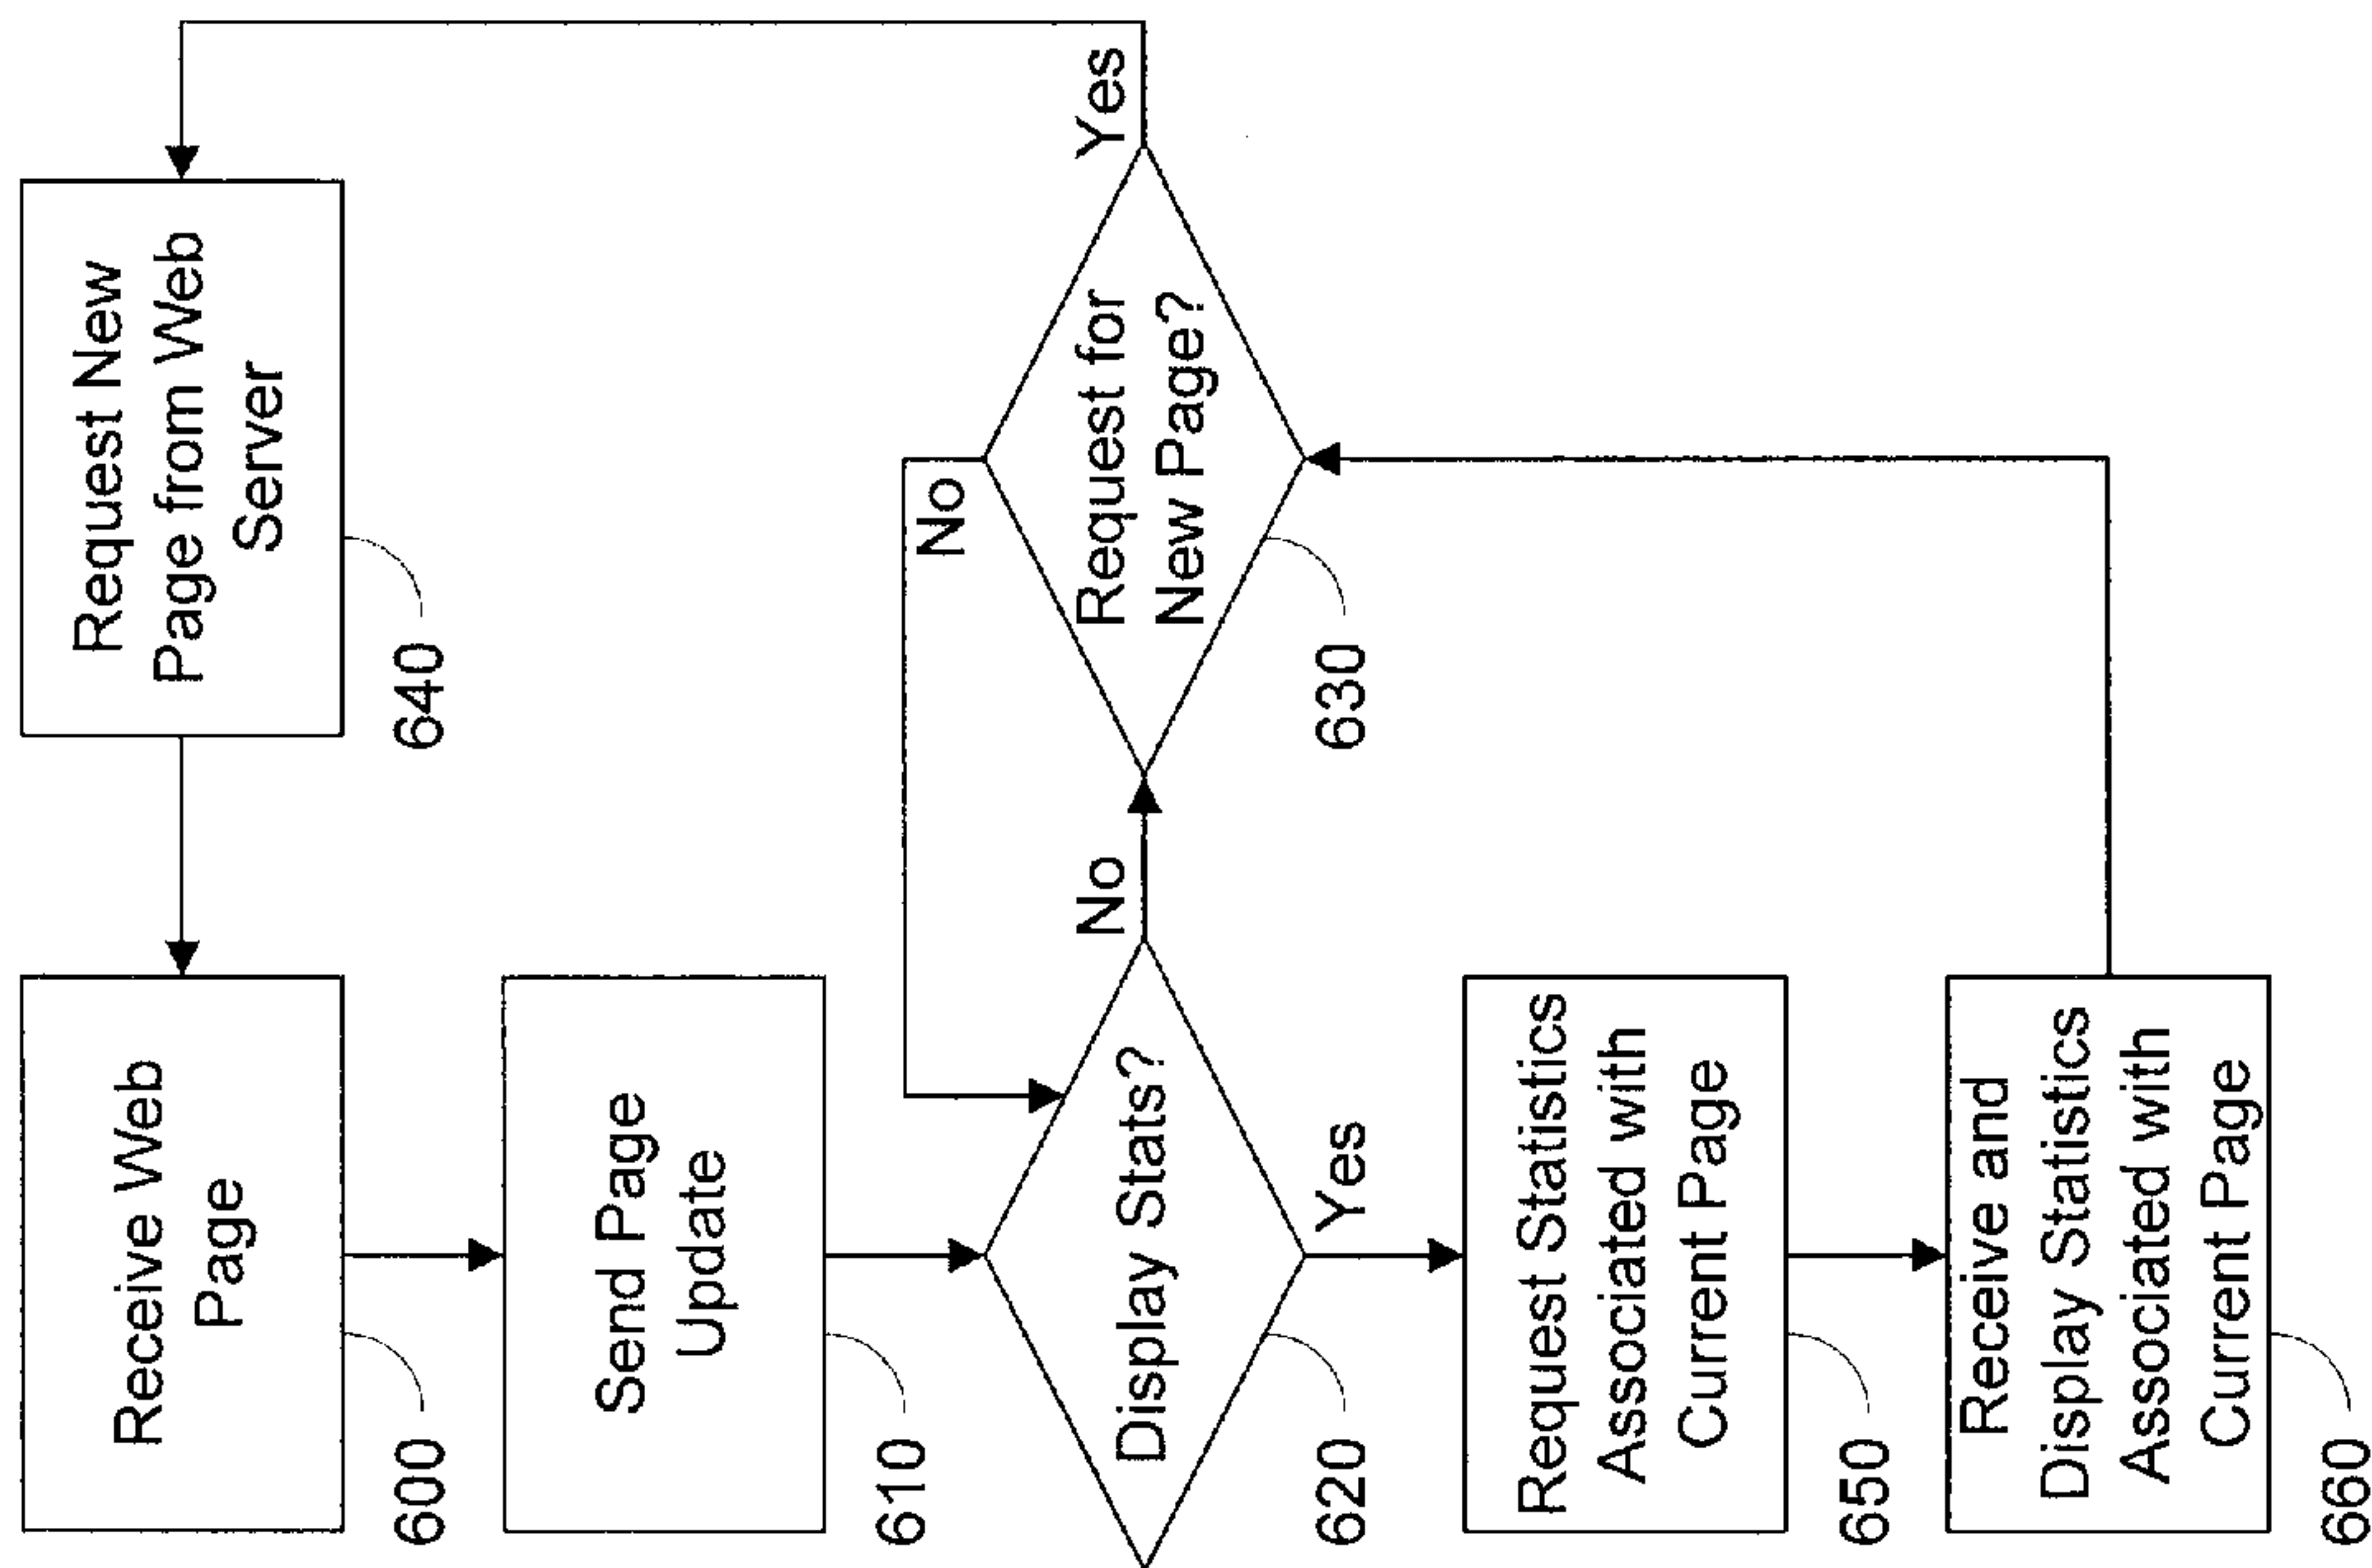 Receive Web
Page
600
Send Page
Update
610
Display Stats?
620
No
Yes
Request Statistics
Associated with
Current Page
650
Receive and
Display Statistics
Associated with
Current Page
660
Request for
New Page?
630
No
Yes
Request New
Page from Web
Server
640